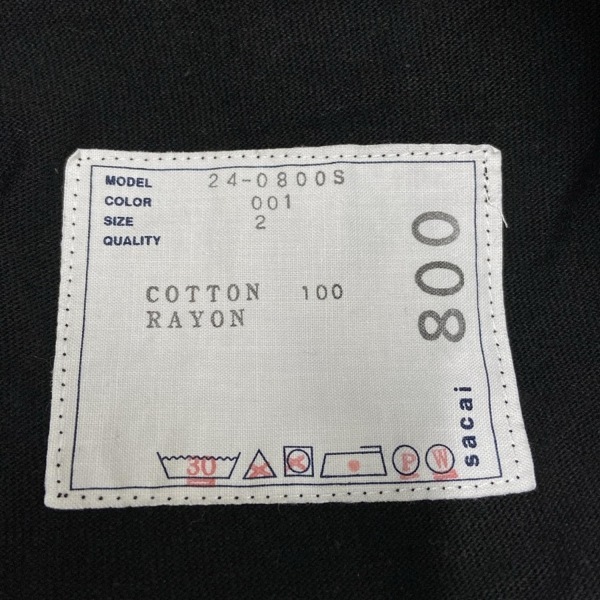 MODEL 24-0800S
COLOR 001
SIZE 2
QUALITY
COTTON 100
RAYON
800
sacai
30
P
W